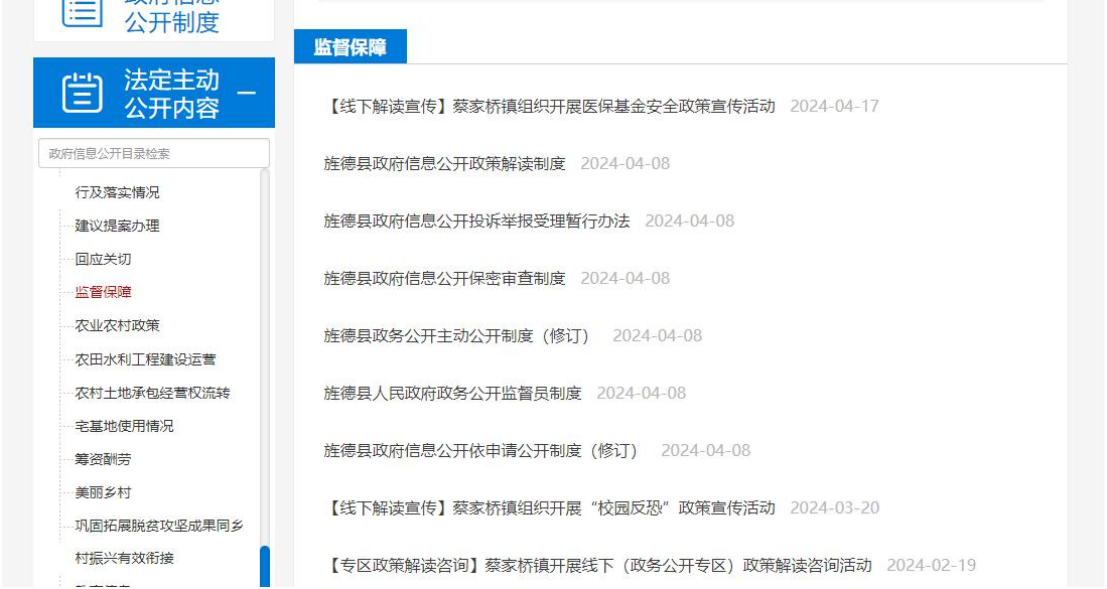 政府信息
公开制度
法定主动
公开内容
政府信息公开目录检索
行及落实情况
建议提案办理
回应关切
监督保障
农业农村政策
农田水利工程建设运营
农村土地承包经营权流转
宅基地使用情况
筹资酬劳
美丽乡村
巩固拓展脱贫攻坚成果同乡
村振兴有效衔接
监督保障
【线下解读宣传】蔡家桥镇组织开展医保基金安全政策宣传活动 2024-04-17
旌德县政府信息公开政策解读制度 2024-04-08
旌德县政府信息公开投诉举报受理暂行办法 2024-04-08
旌德县政府信息公开保密审查制度 2024-04-08
旌德县政务公开主动公开制度（修订） 2024-04-08
旌德县人民政府政务公开监督员制度 2024-04-08
旌德县政府信息公开依申请公开制度（修订） 2024-04-08
【线下解读宣传】蔡家桥镇组织开展“校园反恐”政策宣传活动 2024-03-20
【专区政策解读咨询】蔡家桥镇开展线下（政务公开专区）政策解读咨询活动 2024-02-19